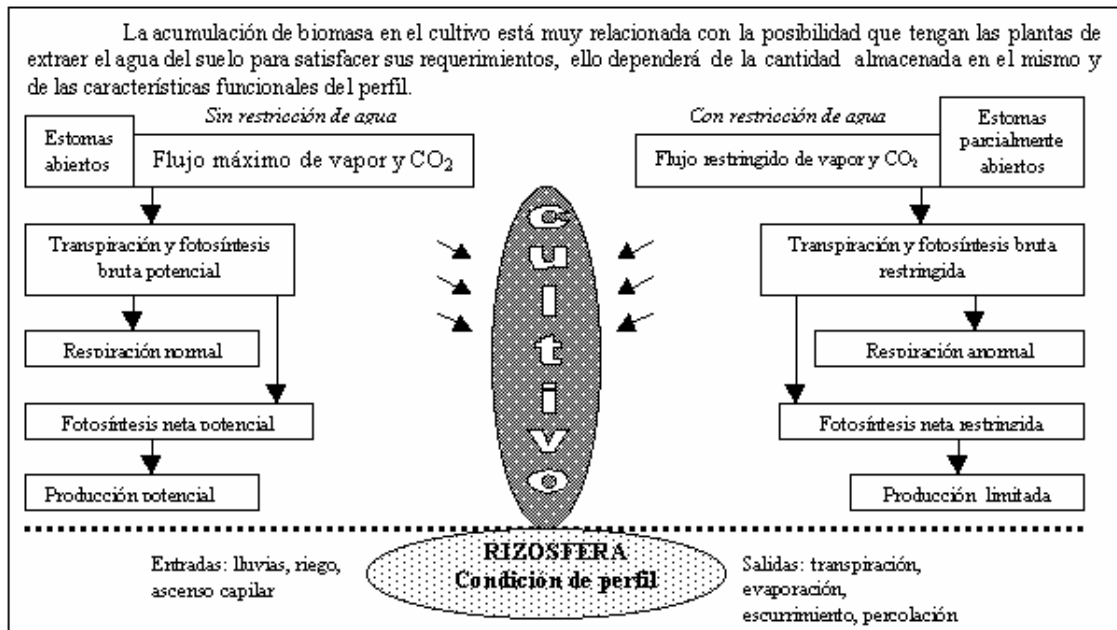 La acumulación de biomasa en el cultivo está muy relacionada con la posibilidad que tengan las plantas de
extraer el agua del suelo para satisfacer sus requerimientos, ello dependerá de la cantidad almacenada en el mismo y
de las características funcionales del perfil.
Sin restricción de agua
Con restricción de agua
Estomas
abiertos
Flujo máximo de vapor y CO₂
Flujo restringido de vapor y CO₂
Estomas
parcialmente
abiertos
Transpiración y fotosíntesis
bruta potencial
Transpiración y fotosíntesis bruta
restringida
Respiración normal
Respiración anormal
Fotosíntesis neta potencial
Fotosíntesis neta restringida
Producción potencial
Producción limitada
Cultivo
RIZOSFERA
Condición de perfil
Entradas: lluvias, riego,
ascenso capilar
Salidas: transpiración,
evaporación,
escurrimiento, percolación